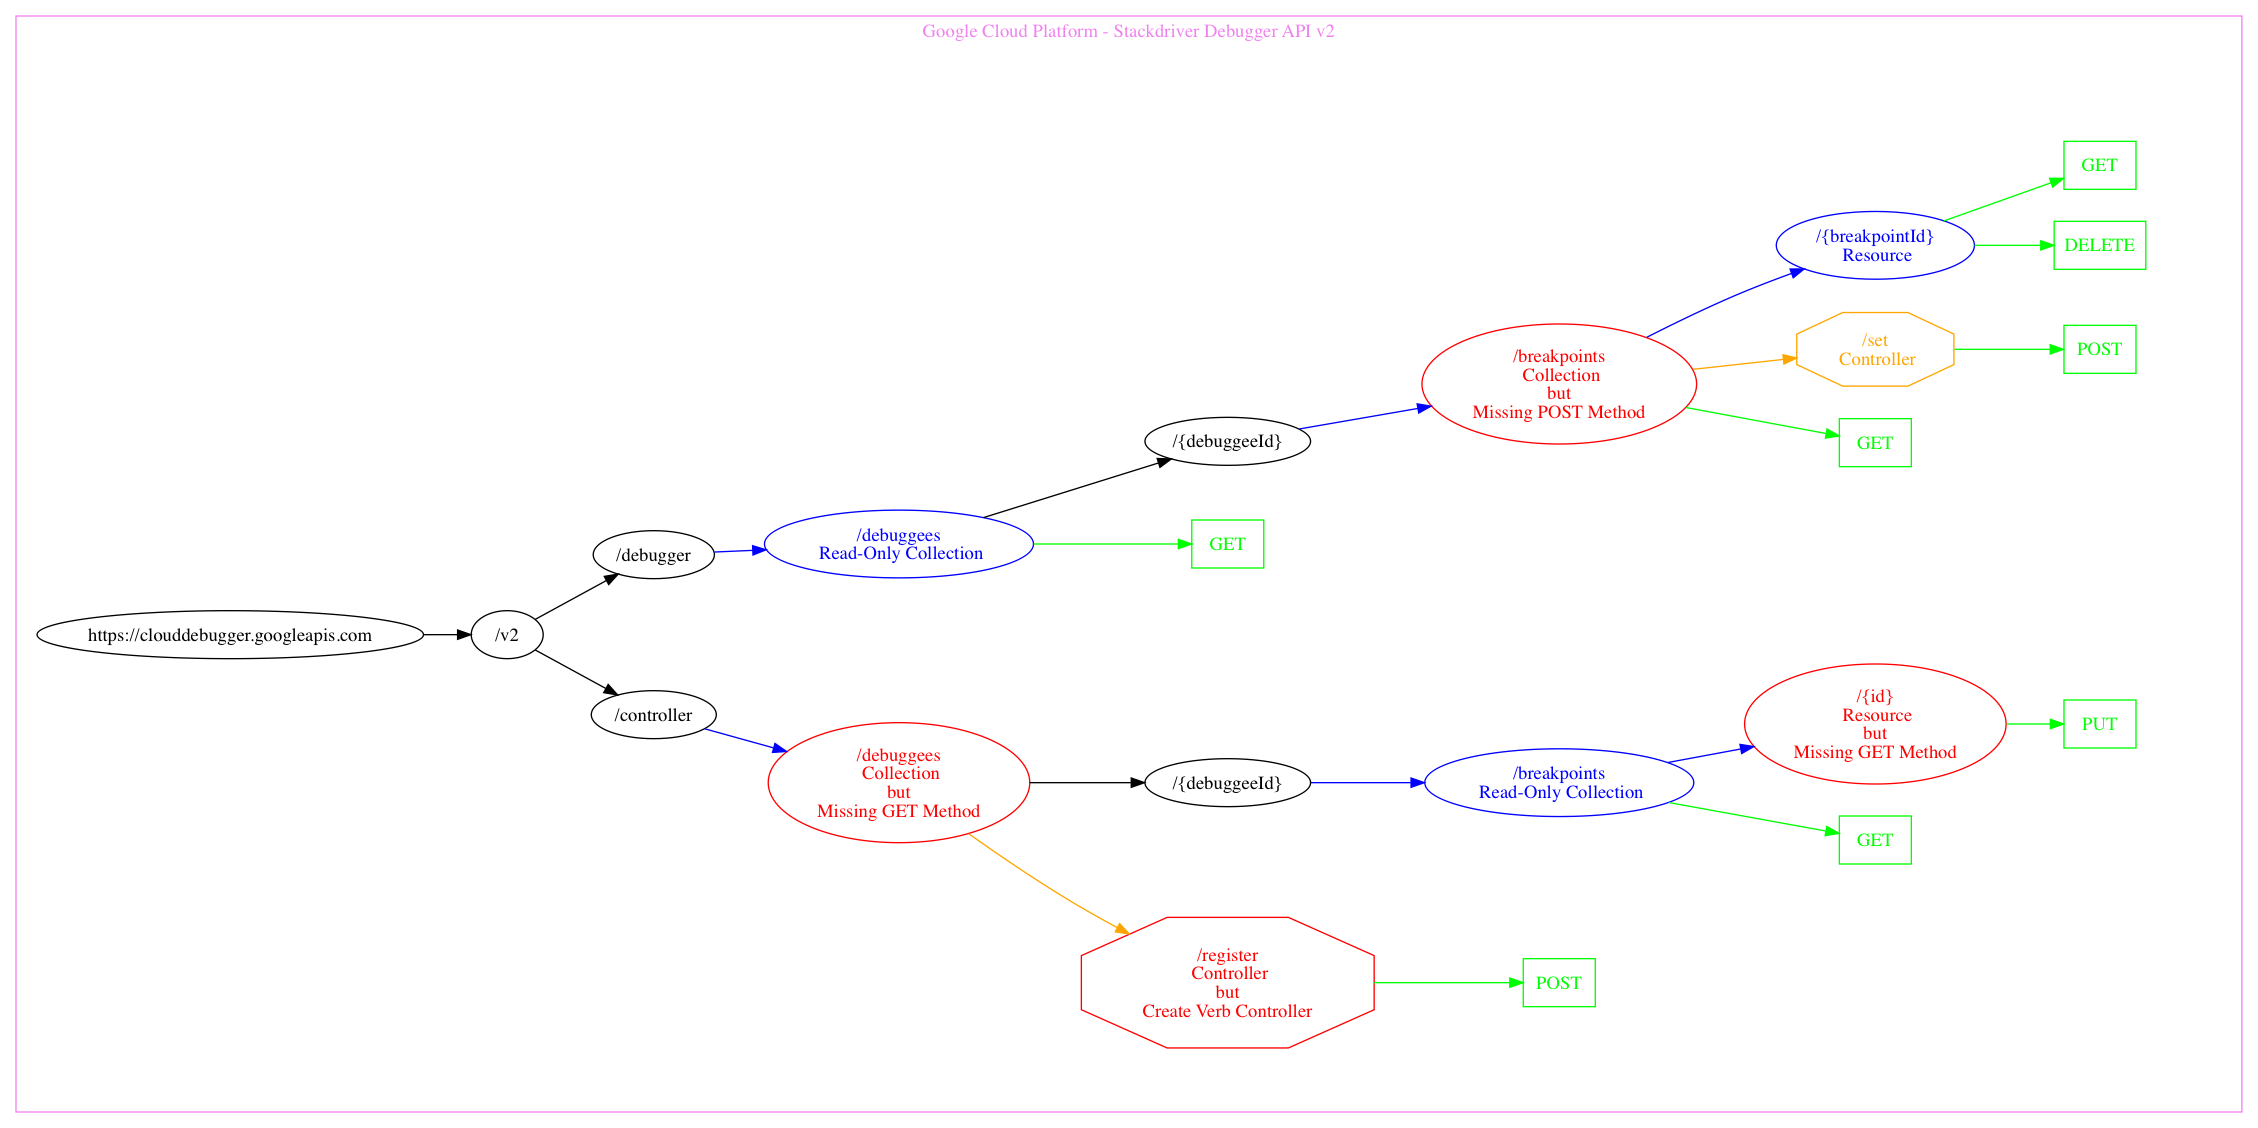 Google Cloud Platform - Stackdriver Debugger API v2
GET
/{breakpointId}
Resource
DELETE
/set
Controller
POST
/breakpoints
Collection
but
Missing POST Method
GET
/{debuggeeId}
/debuggees
Read-Only Collection
GET
/debugger
https://clouddebugger.googleapis.com
/v2
/controller
/debuggees
Collection
but
Missing GET Method
/{debuggeeId}
/breakpoints
Read-Only Collection
/{id}
Resource
but
Missing GET Method
PUT
GET
/register
Controller
but
Create Verb Controller
POST